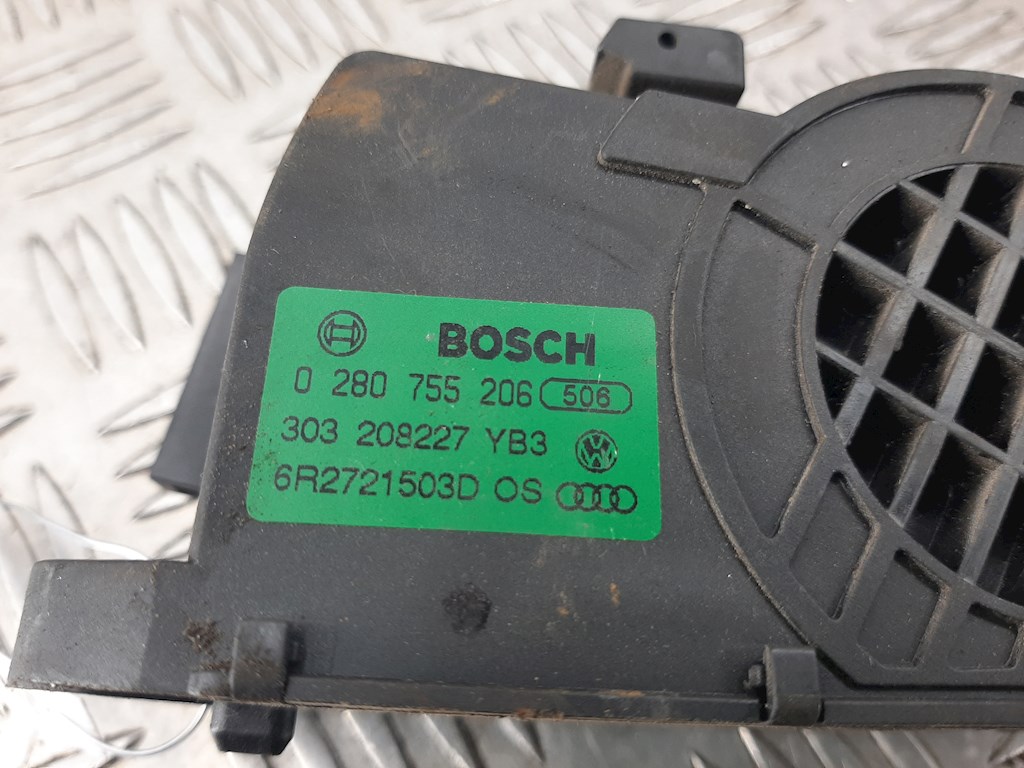 BOSCH
0 280 755 206 506
303 208227 YB3
6R2721503D OS